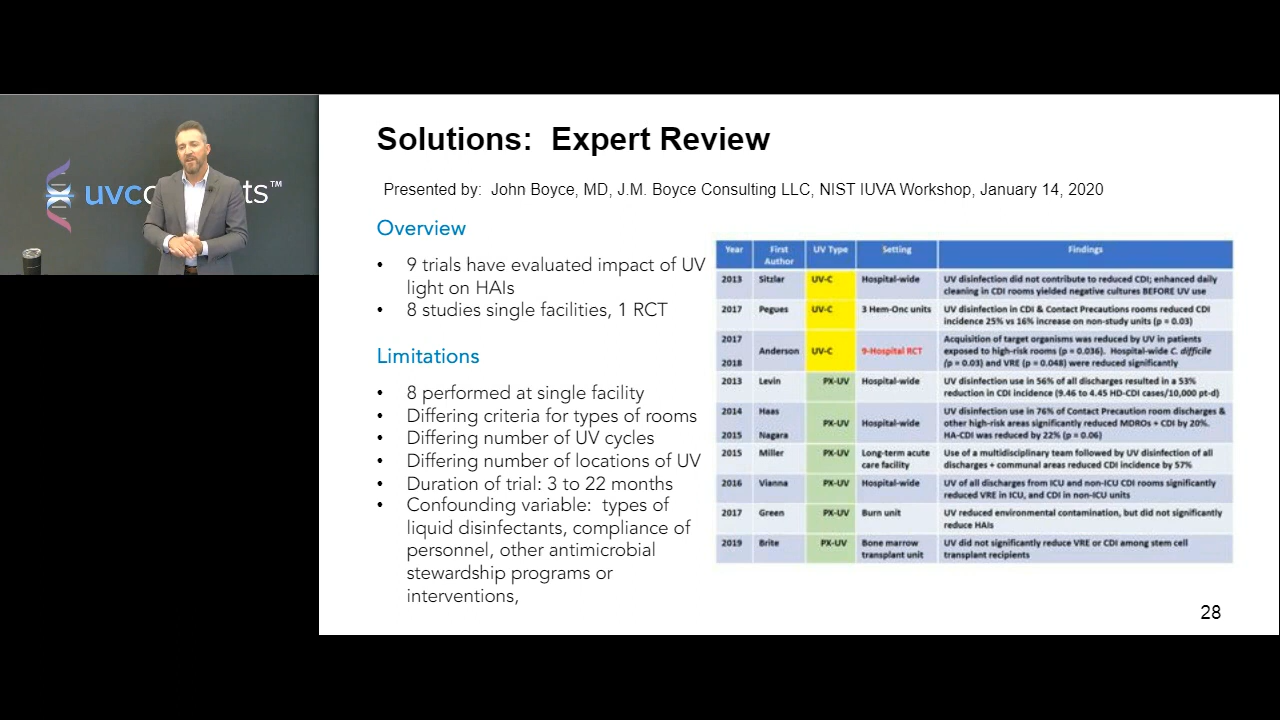 uvc ts™
Solutions: Expert Review
Presented by: John Boyce, MD, J.M. Boyce Consulting LLC, NIST IUVA Workshop, January 14, 2020
Overview
• 9 trials have evaluated impact of UV
light on HAIs
• 8 studies single facilities, 1 RCT
Limitations
• 8 performed at single facility
• Differing criteria for types of rooms
• Differing number of UV cycles
• Differing number of locations of UV
• Duration of trial: 3 to 22 months
• Confounding variable: types of
liquid disinfectants, compliance of
personnel, other antimicrobial
stewardship programs or
interventions,
Year First Author UV Type Setting Findings
2013 Sitzlar UV-C Hospital-wide UV disinfection did not contribute to reduced CDI; enhanced daily
cleaning in CDI rooms yielded negative cultures BEFORE UV use
2017 Pegues UV-C 3 Hem-Onc units UV disinfection in CDI & Contact Precautions rooms reduced CDI
incidence 25% vs 16% increase on non-study units (p = 0.03)
2017 Acquisition of target organisms was reduced by UV in patients
Anderson UV-C 9-Hospital RCT exposed to high-risk rooms (p = 0.036). Hospital-wide C. difficile
2018 (p = 0.03) and VRE (p = 0.048) were reduced significantly
2013 Levin PX-UV Hospital-wide UV disinfection use in 56% of all discharges resulted in a 53%
reduction in CDI incidence (9.46 to 4.45 HD-CDI cases/10,000 pt-d)
2014 Haas UV disinfection use in 76% of Contact Precaution room discharges &
PX-UV Hospital-wide other high-risk areas significantly reduced MDROs + CDI by 20%.
2015 Nagara HA-CDI was reduced by 22% (p = 0.06)
2015 Miller PX-UV Long-term acute Use of a multidisciplinary team followed by UV disinfection of all
care facility discharges + communal areas reduced CDI incidence by 57%
2016 Vianna PX-UV Hospital-wide UV of all discharges from ICU and non-ICU CDI rooms significantly
reduced VRE in ICU, and CDI in non-ICU units
2017 Green PX-UV Burn unit UV reduced environmental contamination, but did not significantly
reduce HAIs
2019 Brite PX-UV Bone marrow UV did not significantly reduce VRE or CDI among stem cell
transplant unit transplant recipients
28